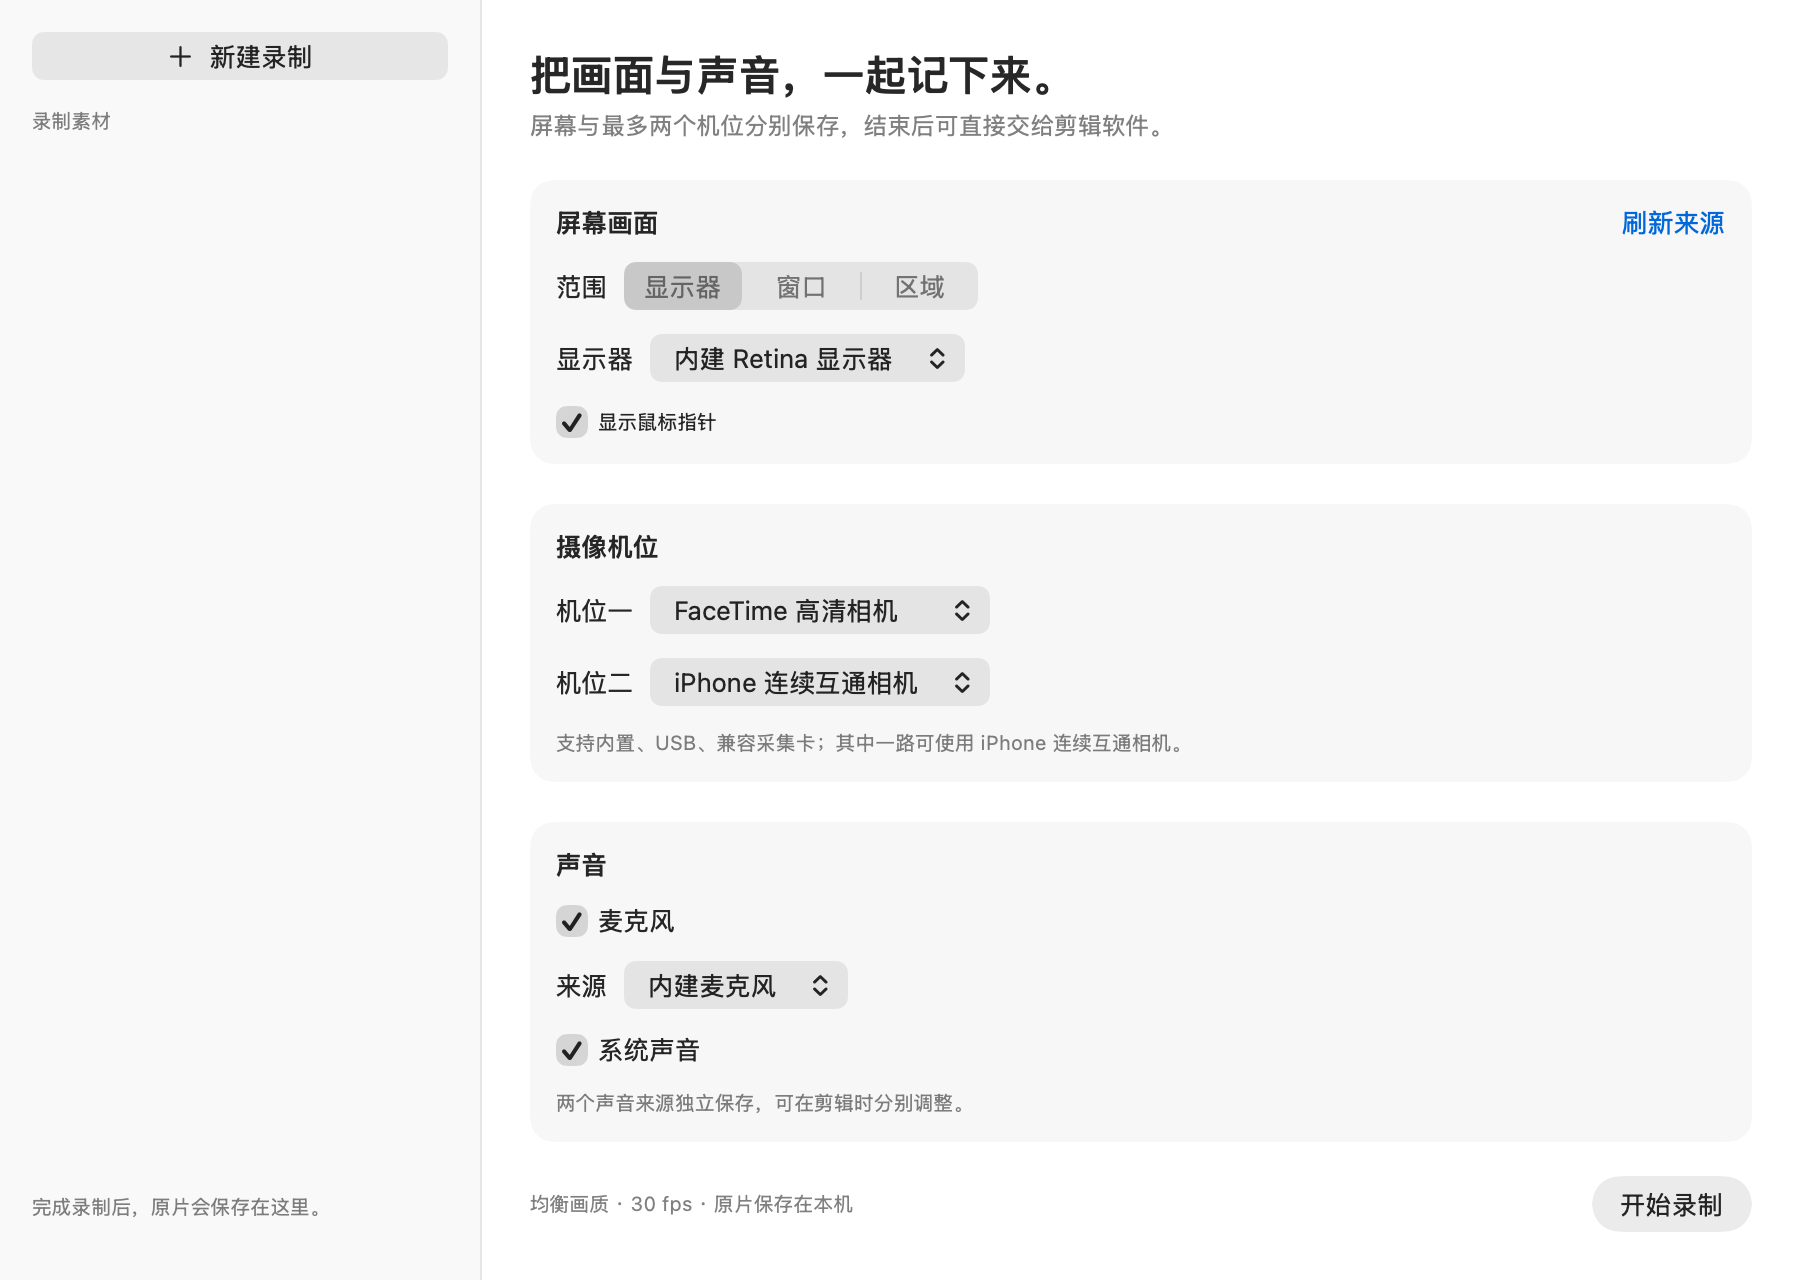 新建录制
录制素材
完成录制后，原片会保存在这里。
把画面与声音，一起记下来。
屏幕与最多两个机位分别保存，结束后可直接交给剪辑软件。
屏幕画面
刷新来源
范围 显示器 窗口 区域
显示器 内建 Retina 显示器
显示鼠标指针
摄像机位
机位一 FaceTime 高清相机
机位二 iPhone 连续互通相机
支持内置、USB、兼容采集卡；其中一路可使用 iPhone 连续互通相机。
声音
麦克风
来源 内建麦克风
系统声音
两个声音来源独立保存，可在剪辑时分别调整。
均衡画质 · 30 fps · 原片保存在本机
开始录制